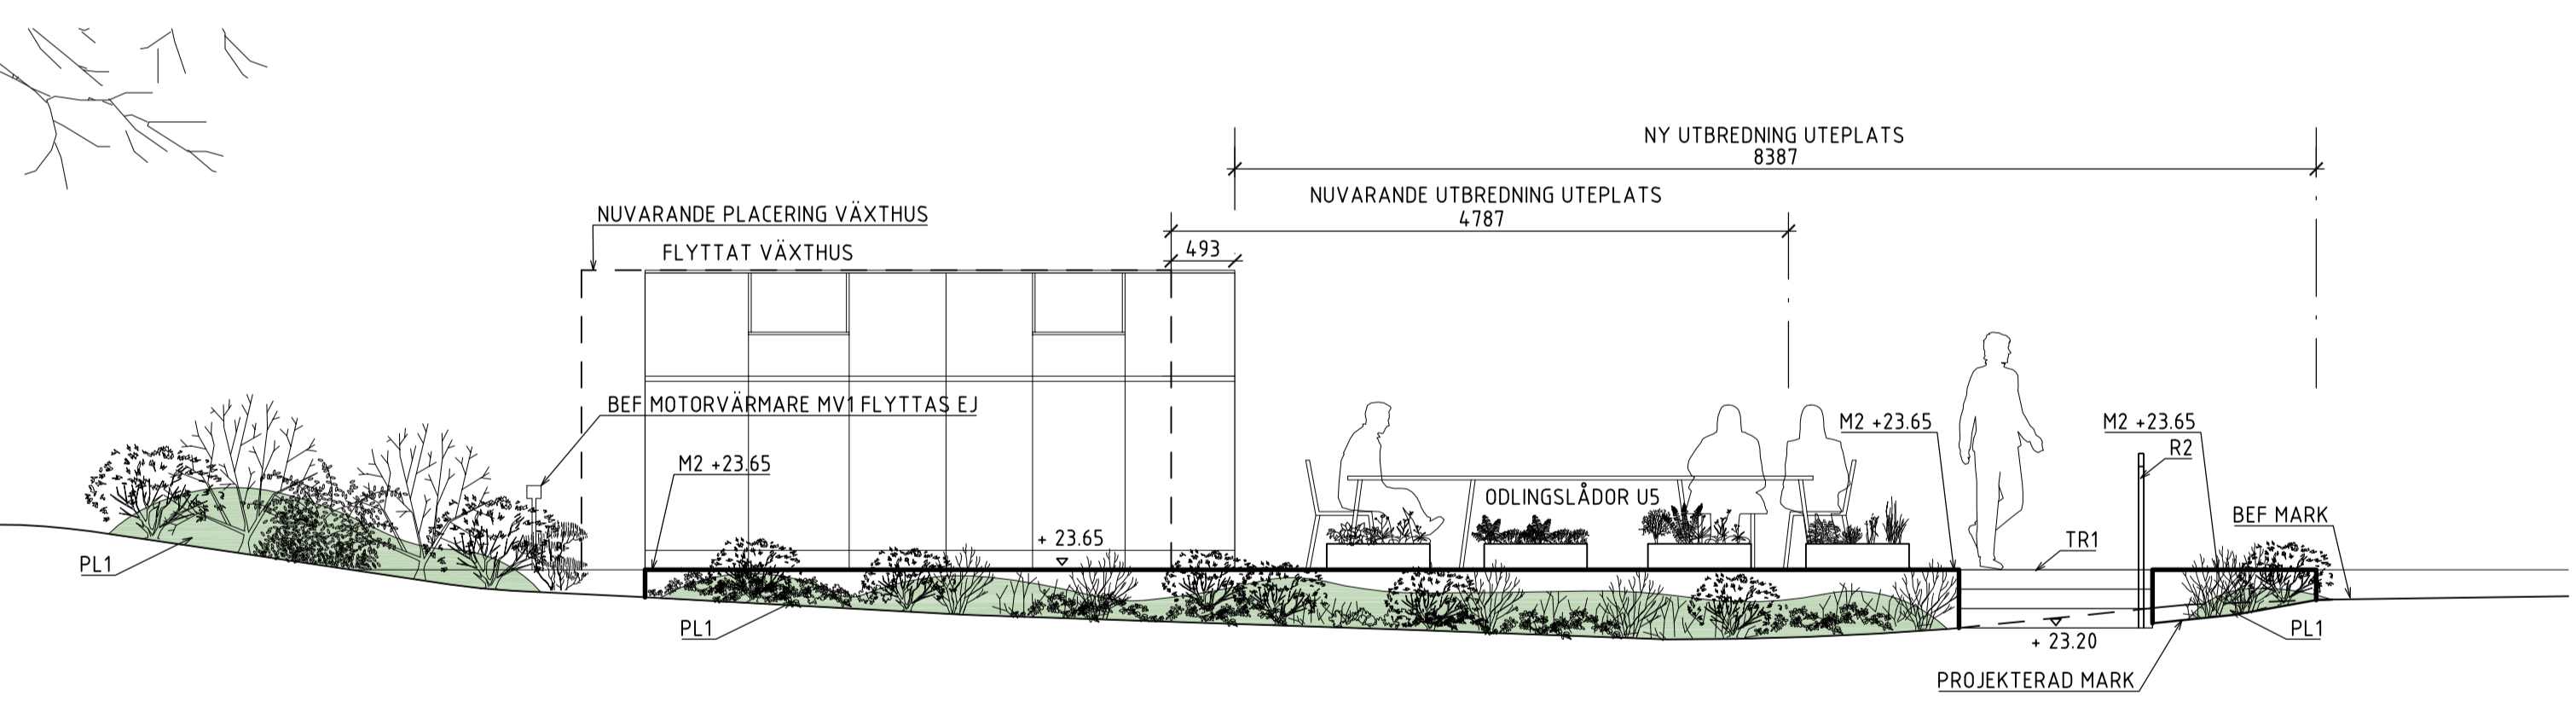 NY UTBREDNING UTEPLATS
8387
NUVARANDE UTBREDNING UTEPLATS
4787
493
NUVARANDE PLACERING VÄXTHUS
FLYTTAT VÄXTHUS
BEF MOTORVÄRMARE MV1 FLYTTAS EJ
M2 +23.65
M2 +23.65
M2 +23.65
R2
ODLINGSLÅDOR U5
BEF MARK
+ 23.65
TR1
PL1
PL1
PL1
+ 23.20
PROJEKTERAD MARK